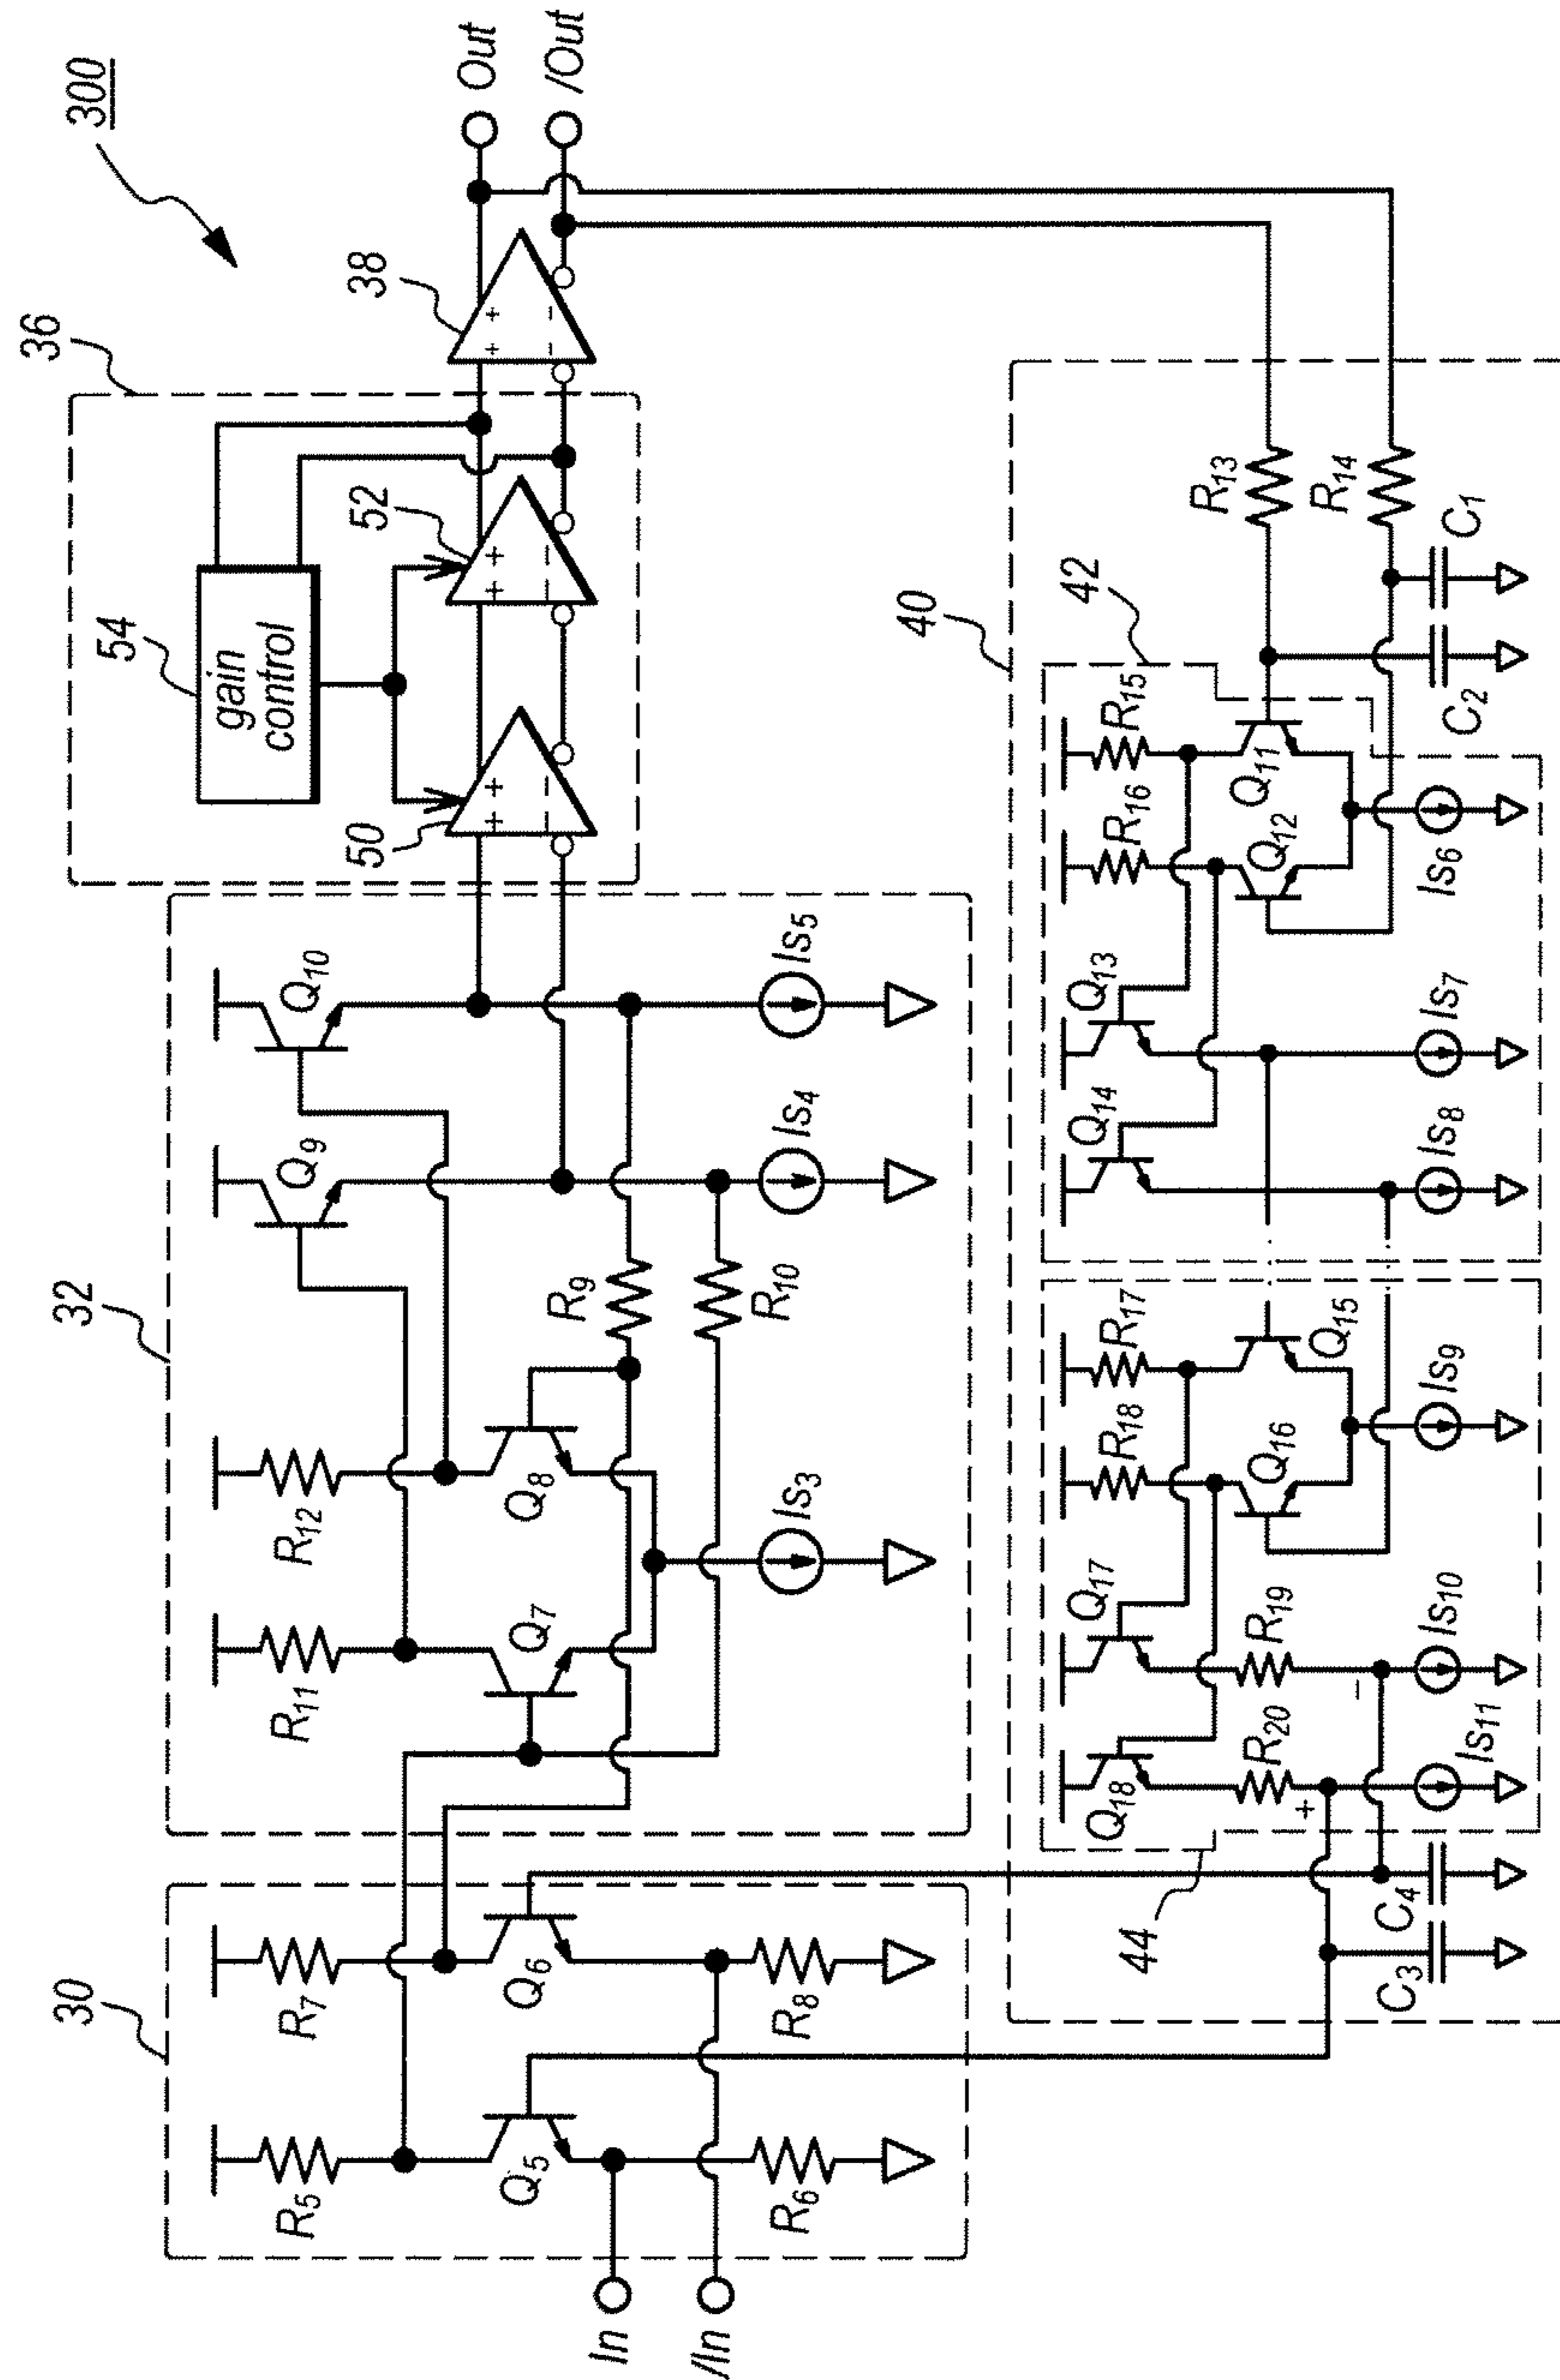 300
36
38
Out
/Out
54
gain
control
52
50
32
Q10
Q9
Is5
Is4
R9
R10
R12
R11
Q8
Q7
Is3
30
R7
R5
Q6
Q5
R8
R6
In
/In
40
42
R13
R14
C1
C2
R15
R16
Q11
Q12
Is6
Q13
Q14
Is7
Is8
R17
R18
Q15
Q16
Is9
Q17
Q18
R19
R20
Is10
Is11
+
−
44
C4
C3
+ +
− −
+ +
− −
+ +
− −